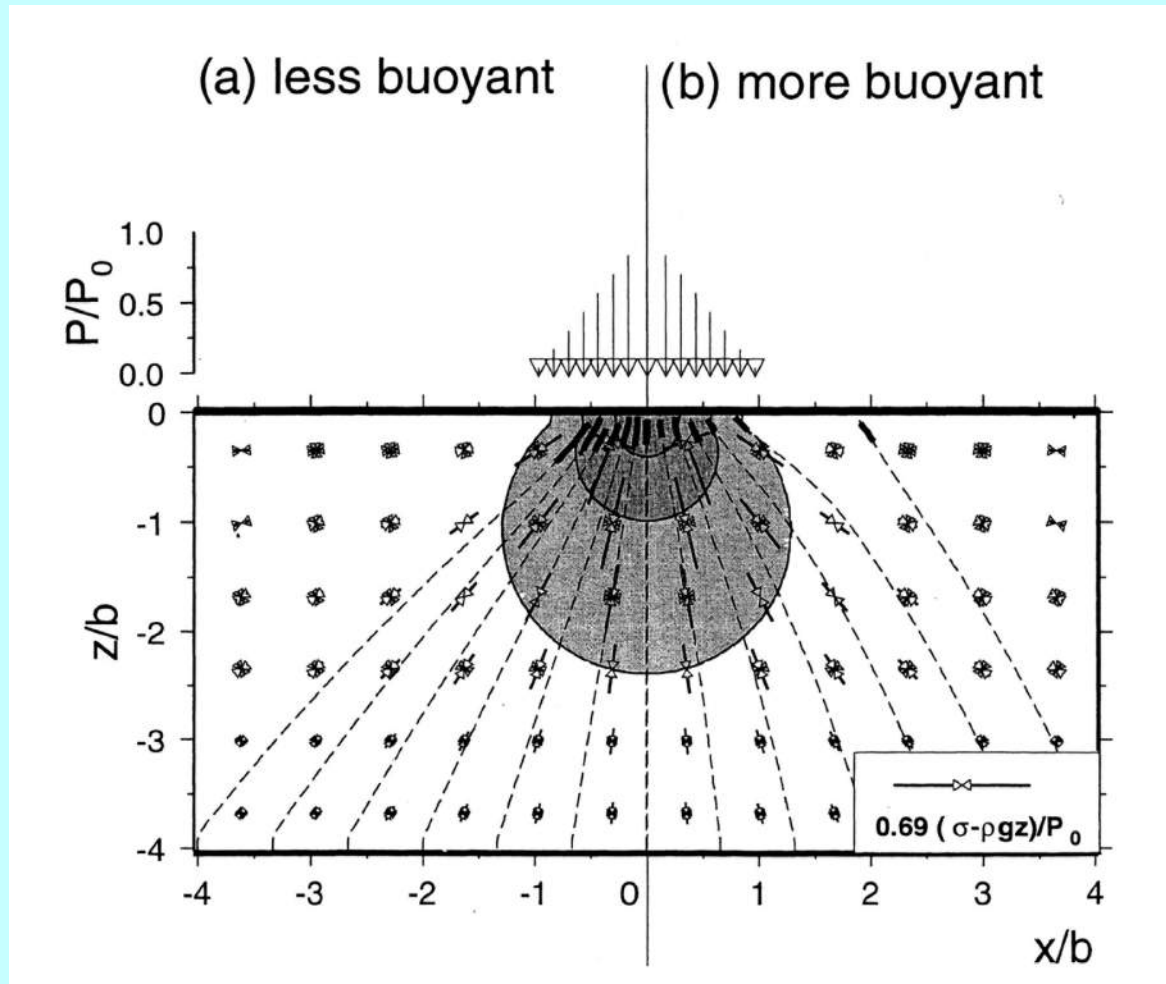 (a) less buoyant
(b) more buoyant
P/P0
1.0
0.5
0.0
z/b
0
-1
-2
-3
-4
0.69 ( σ-ρgz)/P0
-4 -3 -2 -1 0 1 2 3 4
x/b